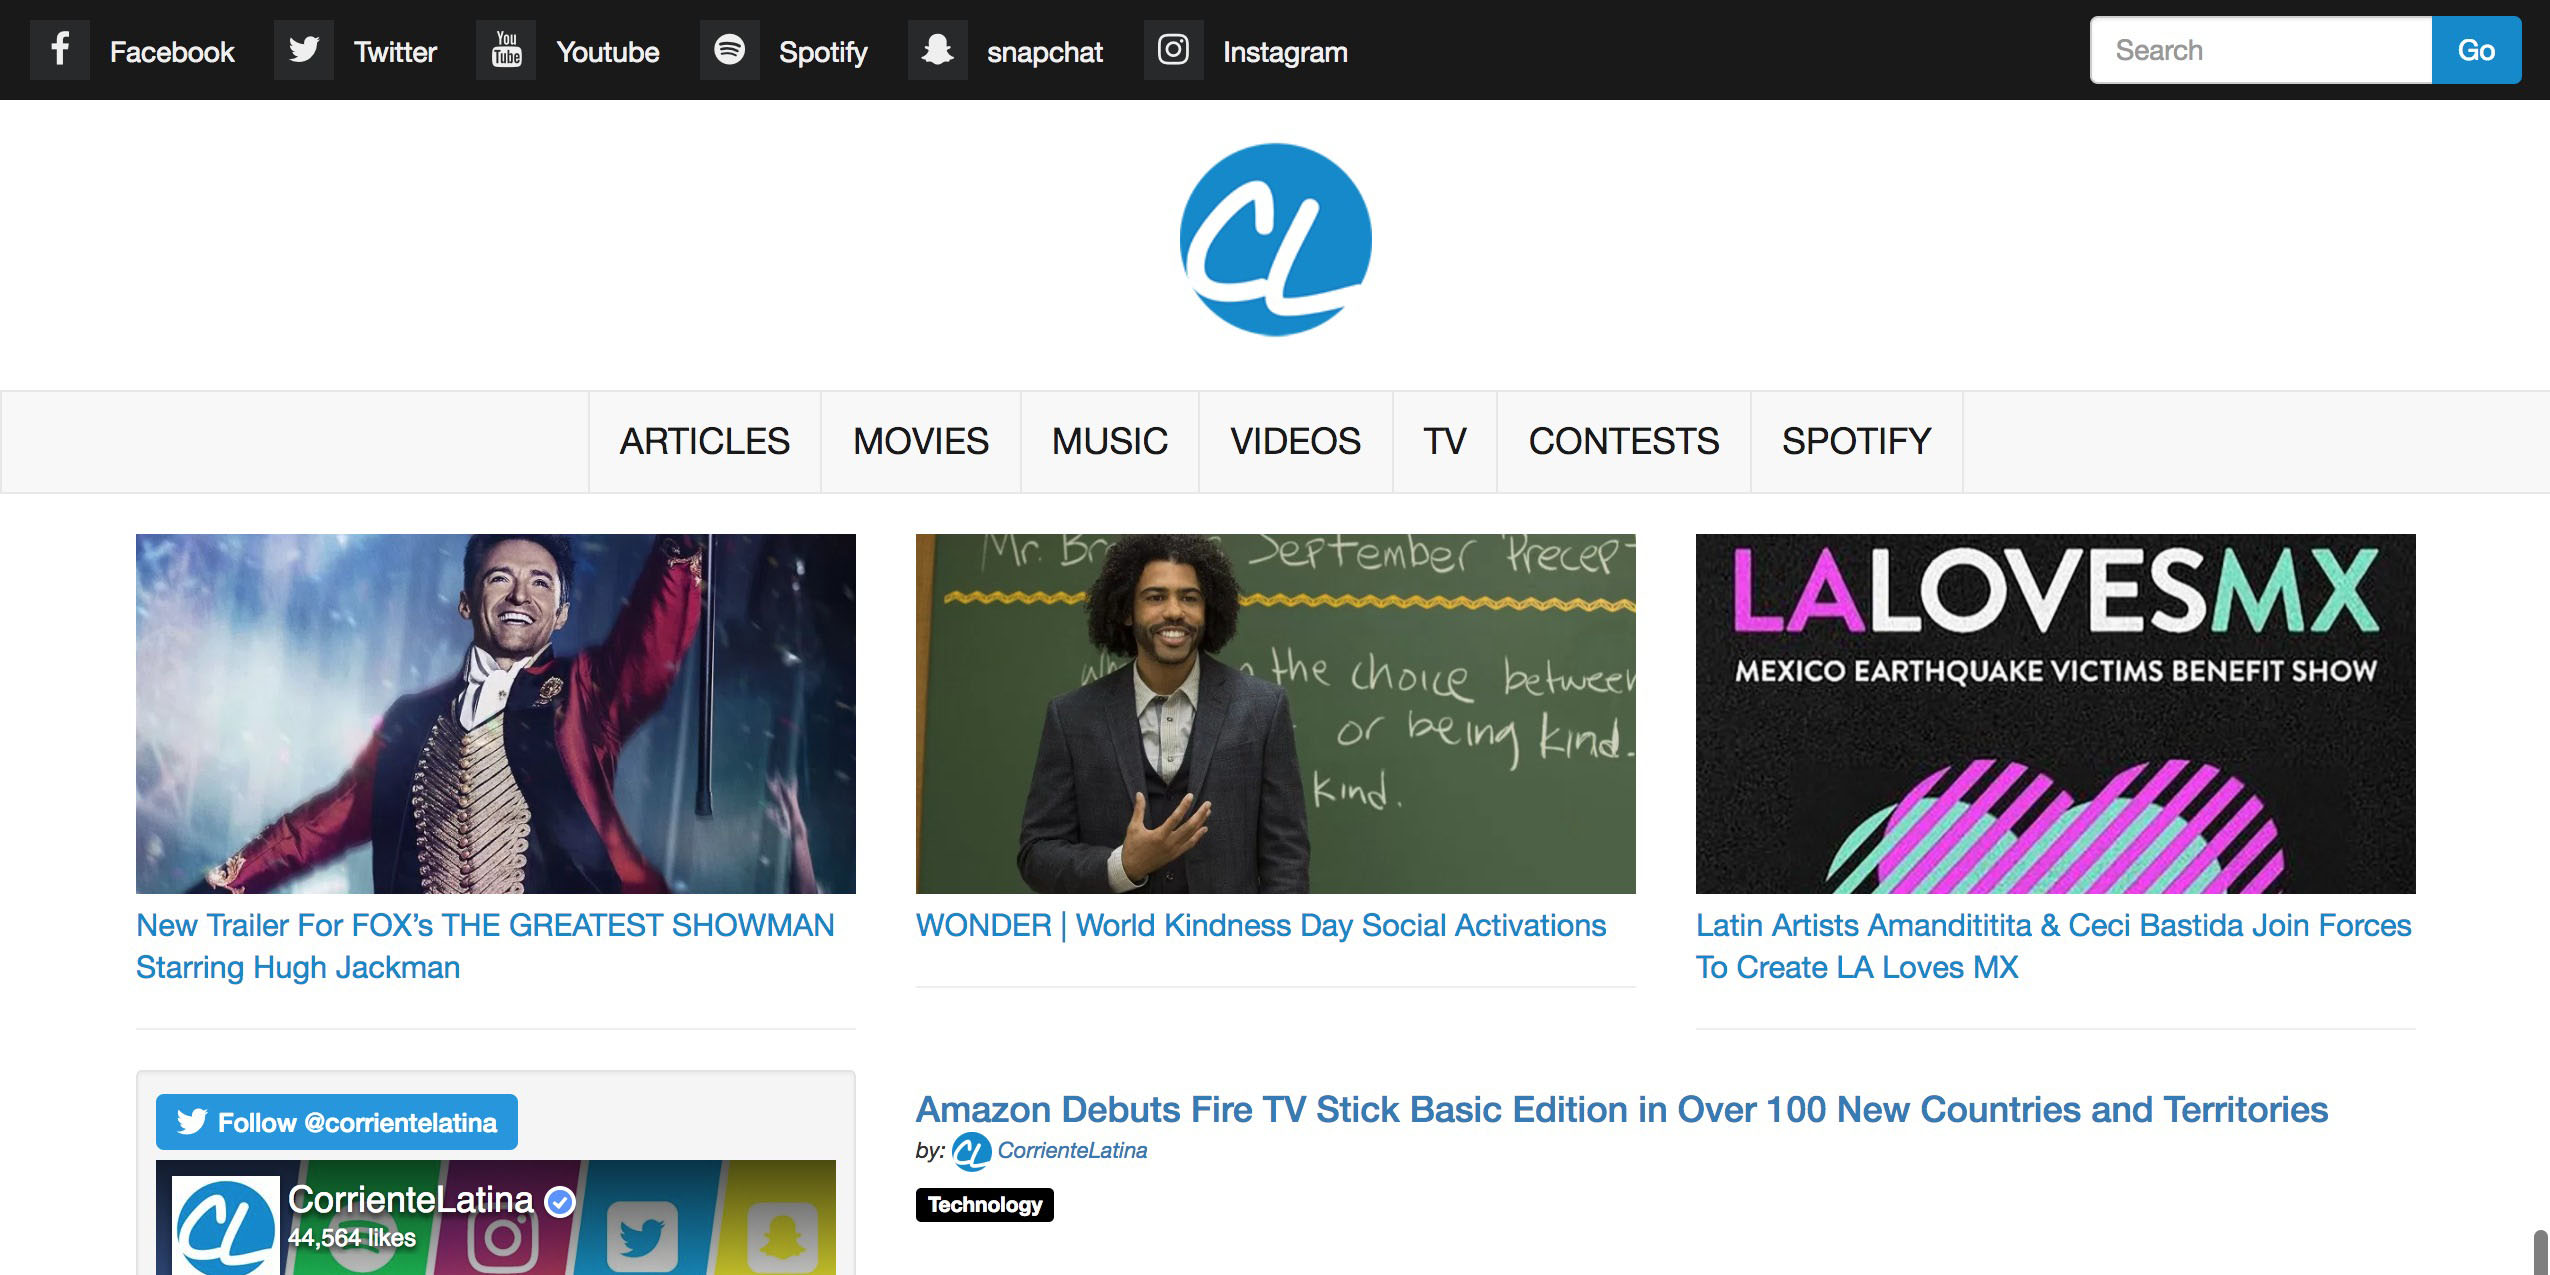 Facebook
Twitter
You
Tube
Youtube
Spotify
snapchat
Instagram
Search
Go
CL
ARTICLES
MOVIES
MUSIC
VIDEOS
TV
CONTESTS
SPOTIFY
Mr. Br September Precep
the choice between
or being kind.
kind.
LALOVESMX
MEXICO EARTHQUAKE VICTIMS BENEFIT SHOW
New Trailer For FOX’s THE GREATEST SHOWMAN
Starring Hugh Jackman
WONDER | World Kindness Day Social Activations
Latin Artists Amandititita & Ceci Bastida Join Forces
To Create LA Loves MX
Follow @corrientelatina
CL
CorrienteLatina
44,564 likes
Amazon Debuts Fire TV Stick Basic Edition in Over 100 New Countries and Territories
by: CL CorrienteLatina
Technology